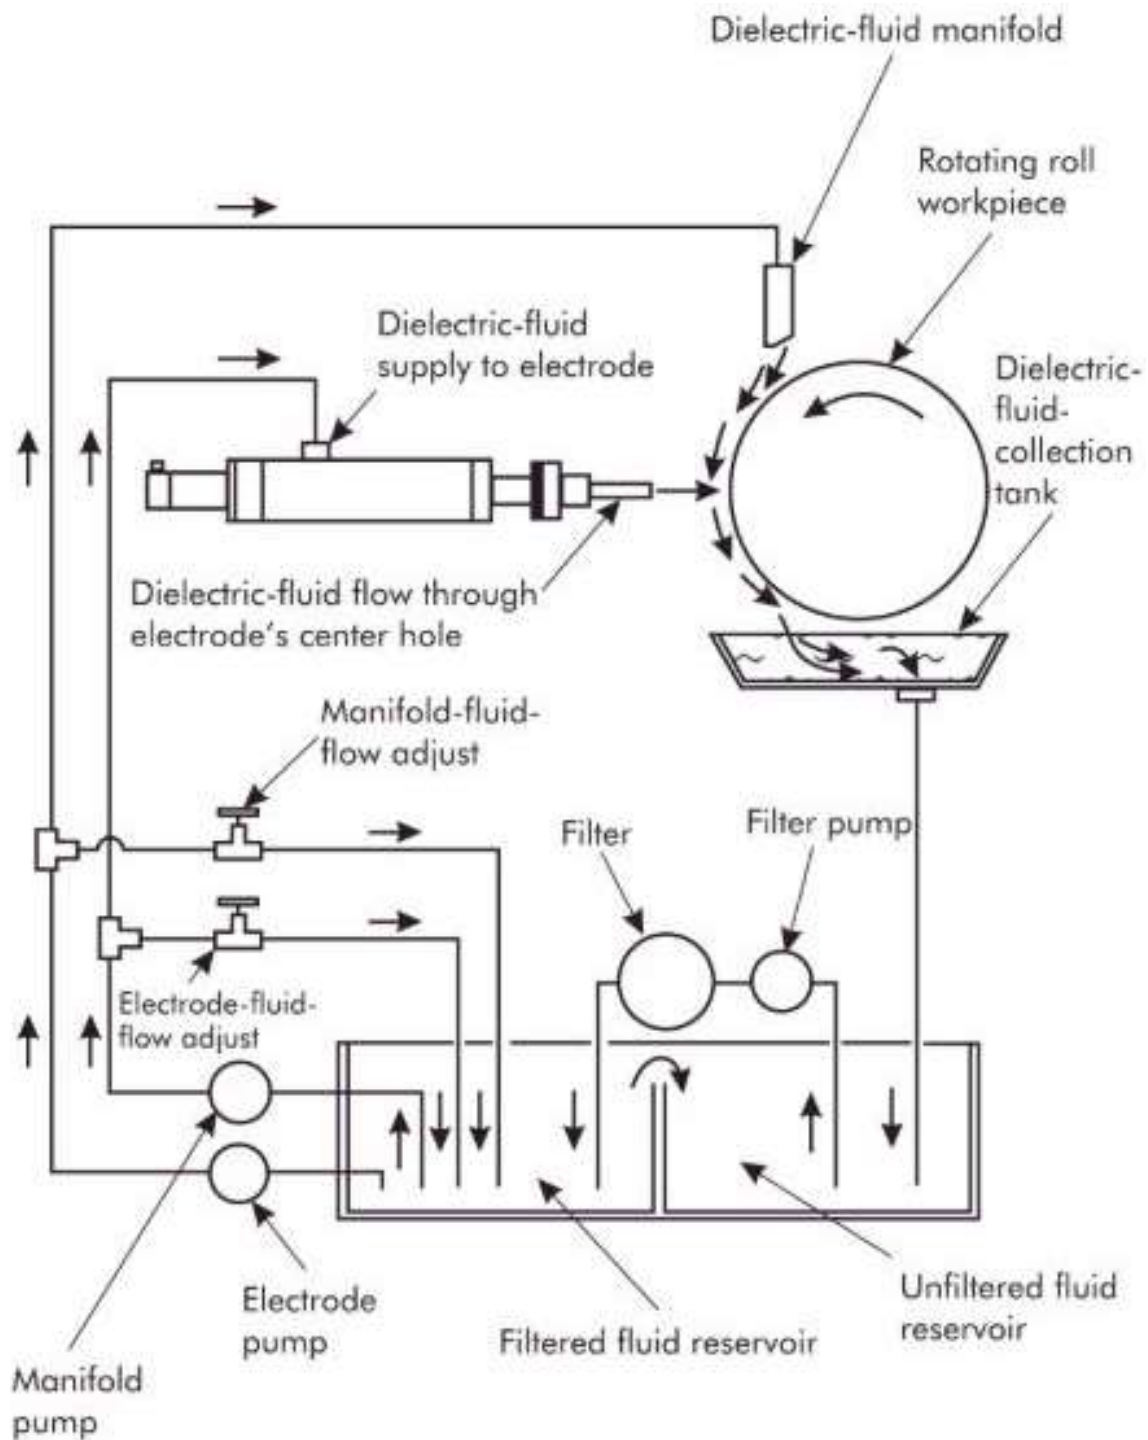 Dielectric-fluid manifold
Rotating roll
workpiece
Dielectric-fluid
supply to electrode
Dielectric-
fluid-
collection
tank
Dielectric-fluid flow through
electrode's center hole
Manifold-fluid-
flow adjust
Filter
Filter pump
Electrode-fluid-
flow adjust
Electrode
pump
Filtered fluid reservoir
Unfiltered fluid
reservoir
Manifold
pump